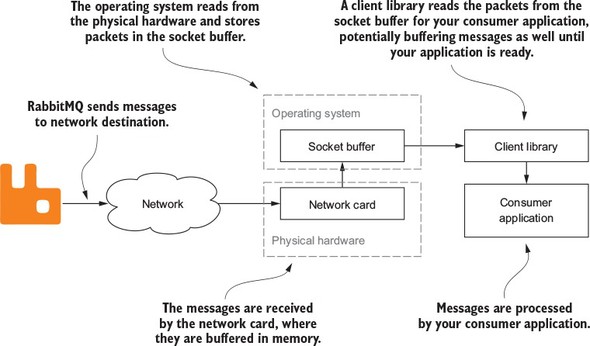 The operating system reads from
the physical hardware and stores
packets in the socket buffer.
A client library reads the packets from the
socket buffer for your consumer application,
potentially buffering messages as well until
your application is ready.
RabbitMQ sends messages
to network destination.
Operating system
Socket buffer
Client library
Network
Network card
Consumer
application
Physical hardware
The messages are received
by the network card, where
they are buffered in memory.
Messages are processed
by your consumer application.